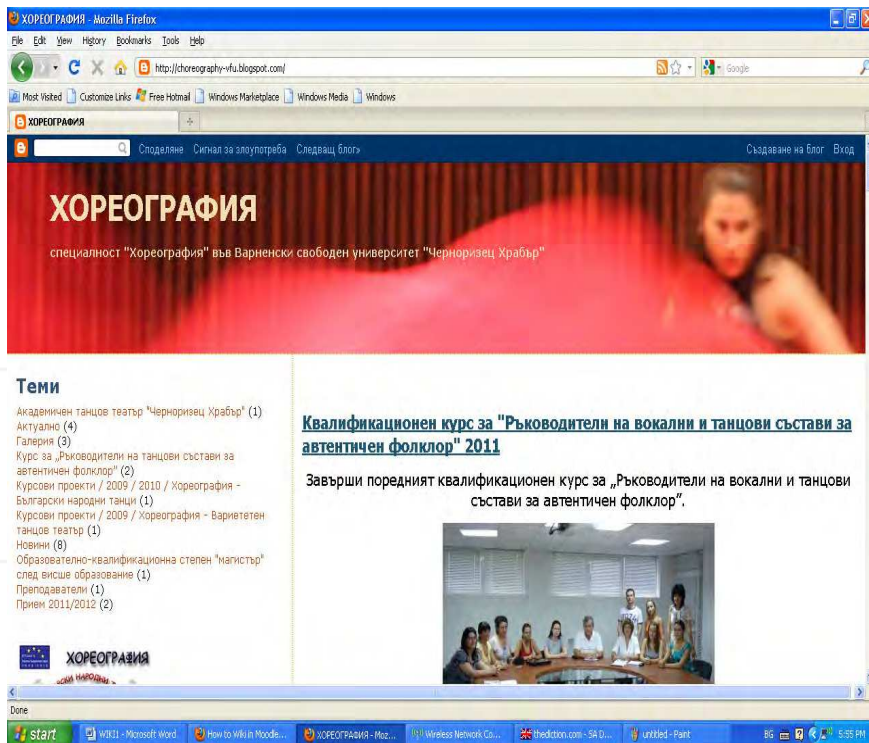 ХОРЕОГРАФИЯ - Mozilla Firefox
File Edit View History Bookmarks Tools Help
http://choreography-vfu.blogspot.com/
Google
Most Visited Customize Links Free Hotmail Windows Marketplace Windows Media Windows
ХОРЕОГРАФИЯ
Споделяне Сигнал за злоупотреба Следващ блог» Създаване на блог Вход
ХОРЕОГРАФИЯ
специалност "Хореография" във Варненски свободен университет "Черноризец Храбър"
Теми
Академичен танцов театър "Черноризец Храбър" (1)
Актуално (4)
Галерия (3)
Курс за „Ръководители на танцови състави за
автентичен фолклор" (2)
Курсови проекти / 2009 / 2010 / Хореография -
Български народни танци (1)
Курсови проекти / 2009 / Хореография - Вариететен
танцов театър (1)
Новини (8)
Образователно-квалификационна степен "магистър"
след висше образование (1)
Преподаватели (1)
Прием 2011/2012 (2)
ХОРЕОГРАФИЯ
НАРОДНИ
Квалификационен курс за "Ръководители на вокални и танцови състави за
автентичен фолклор" 2011
Завърши поредният квалификационен курс за „Ръководители на вокални и танцови
състави за автентичен фолклор”.
Done
start WIKI1 - Microsoft Word How to Wiki in Moodle... ХОРЕОГРАФИЯ - Moz... Wireless Network Co... thediction.com - SA D... untitled - Paint BG 5:55 PM